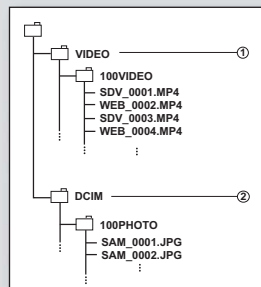 VIDEO ①
100VIDEO
SDV_0001.MP4
WEB_0002.MP4
SDV_0003.MP4
WEB_0004.MP4
DCIM ②
100PHOTO
SAM_0001.JPG
SAM_0002.JPG